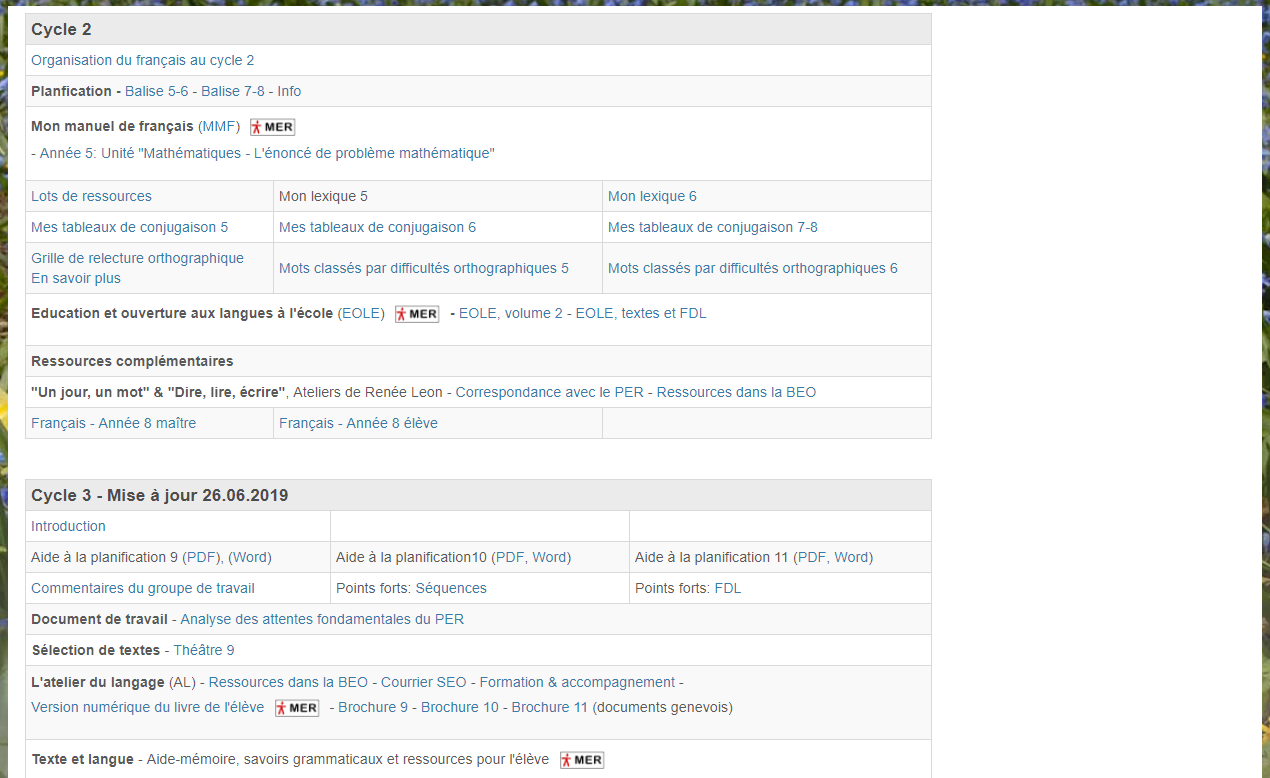 Cycle 2
Organisation du français au cycle 2
Planfication - Balise 5-6 - Balise 7-8 - Info
Mon manuel de français (MMF) MER
- Année 5: Unité "Mathématiques - L'énoncé de problème mathématique"
Lots de ressources Mon lexique 5 Mon lexique 6
Mes tableaux de conjugaison 5 Mes tableaux de conjugaison 6 Mes tableaux de conjugaison 7-8
Grille de relecture orthographique
En savoir plus
Mots classés par difficultés orthographiques 5 Mots classés par difficultés orthographiques 6
Education et ouverture aux langues à l'école (EOLE) MER - EOLE, volume 2 - EOLE, textes et FDL
Ressources complémentaires
"Un jour, un mot" & "Dire, lire, écrire", Ateliers de Renée Leon - Correspondance avec le PER - Ressources dans la BEO
Français - Année 8 maître Français - Année 8 élève
Cycle 3 - Mise à jour 26.06.2019
Introduction
Aide à la planification 9 (PDF), (Word) Aide à la planification10 (PDF, Word) Aide à la planification 11 (PDF, Word)
Commentaires du groupe de travail Points forts: Séquences Points forts: FDL
Document de travail - Analyse des attentes fondamentales du PER
Sélection de textes - Théâtre 9
L'atelier du langage (AL) - Ressources dans la BEO - Courrier SEO - Formation & accompagnement -
Version numérique du livre de l'élève MER - Brochure 9 - Brochure 10 - Brochure 11 (documents genevois)
Texte et langue - Aide-mémoire, savoirs grammaticaux et ressources pour l'élève MER